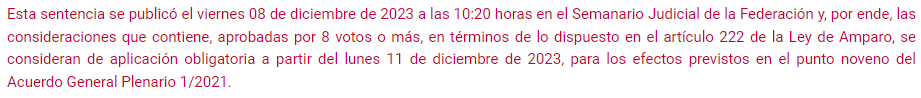 Esta sentencia se publicó el viernes 08 de diciembre de 2023 a las 10:20 horas en el Semanario Judicial de la Federación y, por ende, las
consideraciones que contiene, aprobadas por 8 votos o más, en términos de lo dispuesto en el artículo 222 de la Ley de Amparo, se
consideran de aplicación obligatoria a partir del lunes 11 de diciembre de 2023, para los efectos previstos en el punto noveno del
Acuerdo General Plenario 1/2021.